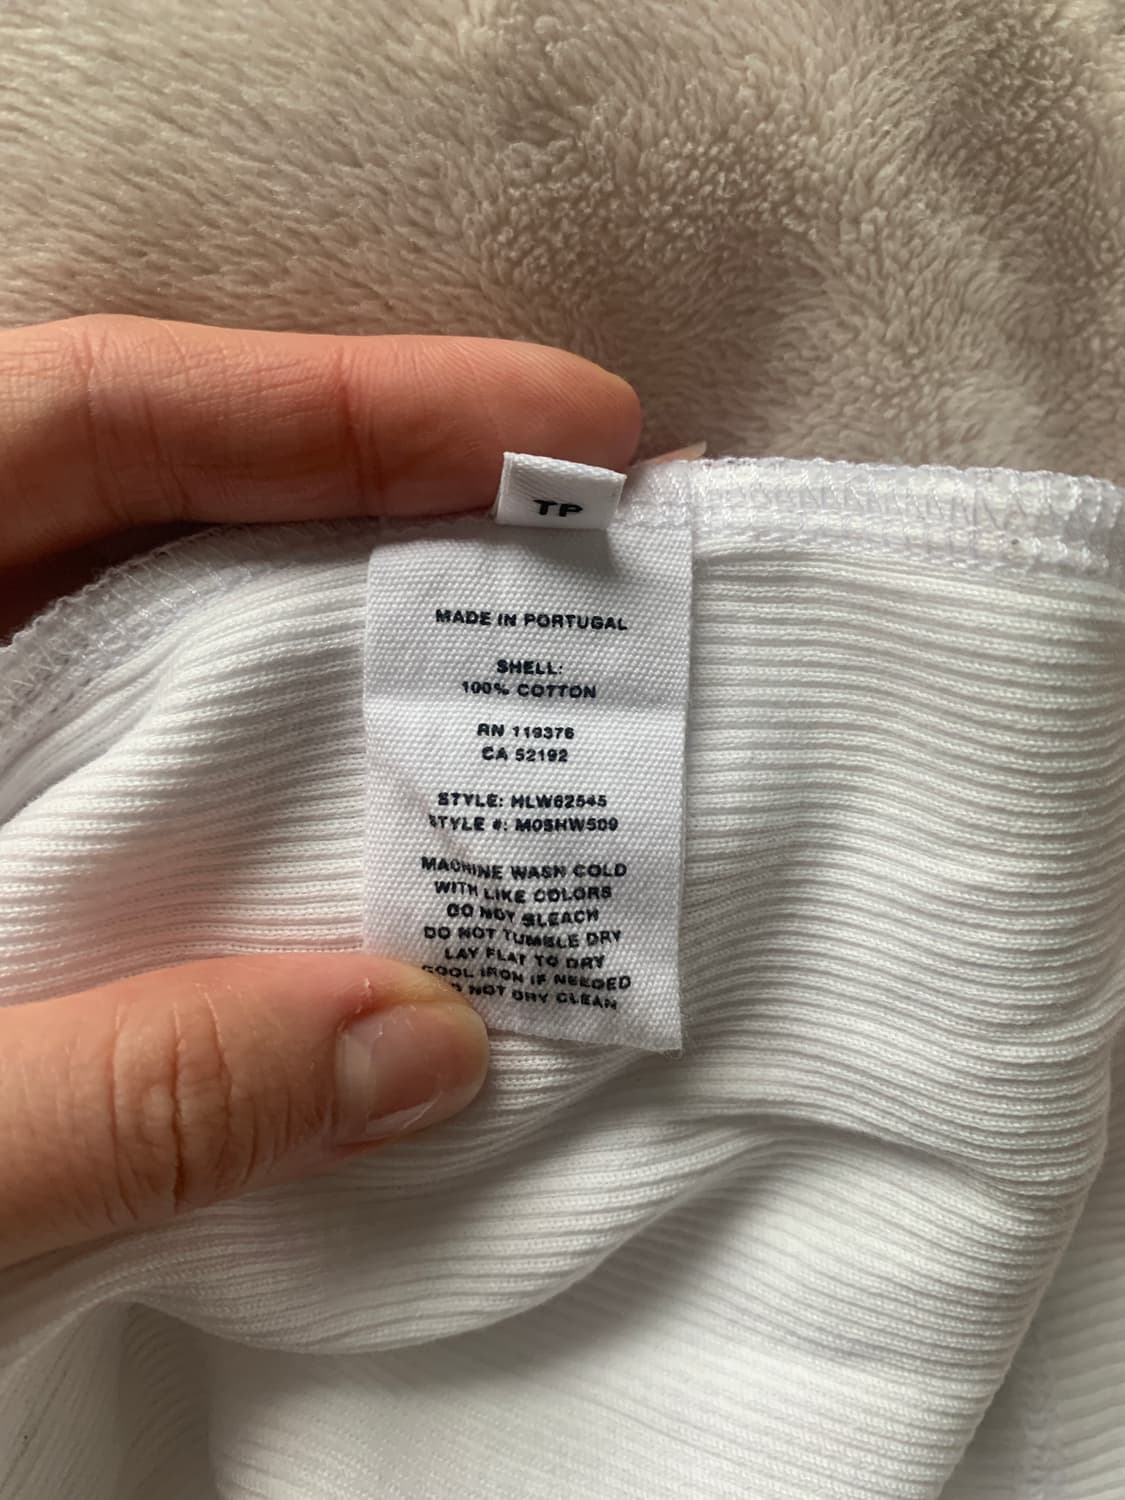 TP
MADE IN PORTUGAL
SHELL:
100% COTTON
RN 119376
CA 52192
STYLE: HLW62545
STYLE #: M05HW509
MACHINE WASH COLD
WITH LIKE COLORS
DO NOT BLEACH
DO NOT TUMBLE DRY
LAY FLAT TO DRY
COOL IRON IF NEEDED
NOT DRY CLEAN